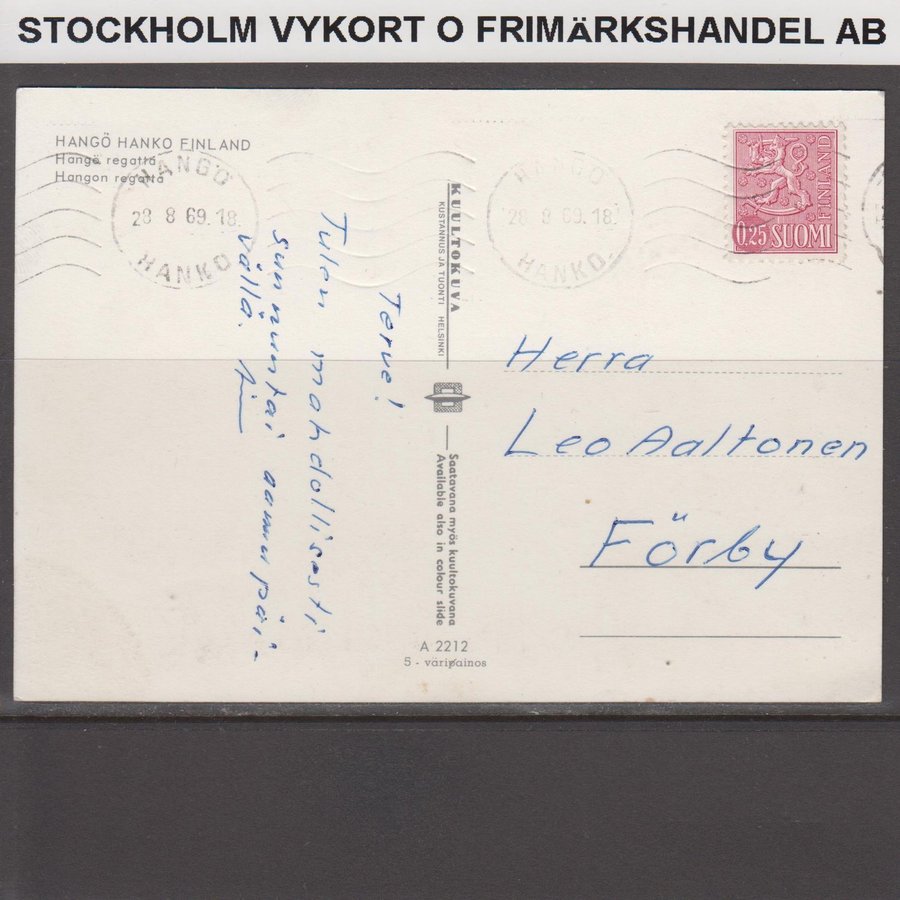 STOCKHOLM VYKORT O FRIMÄRKSHANDEL AB
HANGÖ HANKO FINLAND
Hangö regatta
Hangon regatta
HANGÖ
28 8 69.18.
HANKO
HANGÖ
28 8 69.18.
HANKO
0,25 SUOMI
FINLAND
KUULTOKUVA
KUSTANNUS JA TUONTI HELSINKI
Saatavana myös kuultokuvana
Available also in colour slide
A 2212
5 - väripainos
Terve!
Tulen mahdollisesti
sunnuntai aamupäi-
vällä.
Herra
Leo Aaltonen
Förby